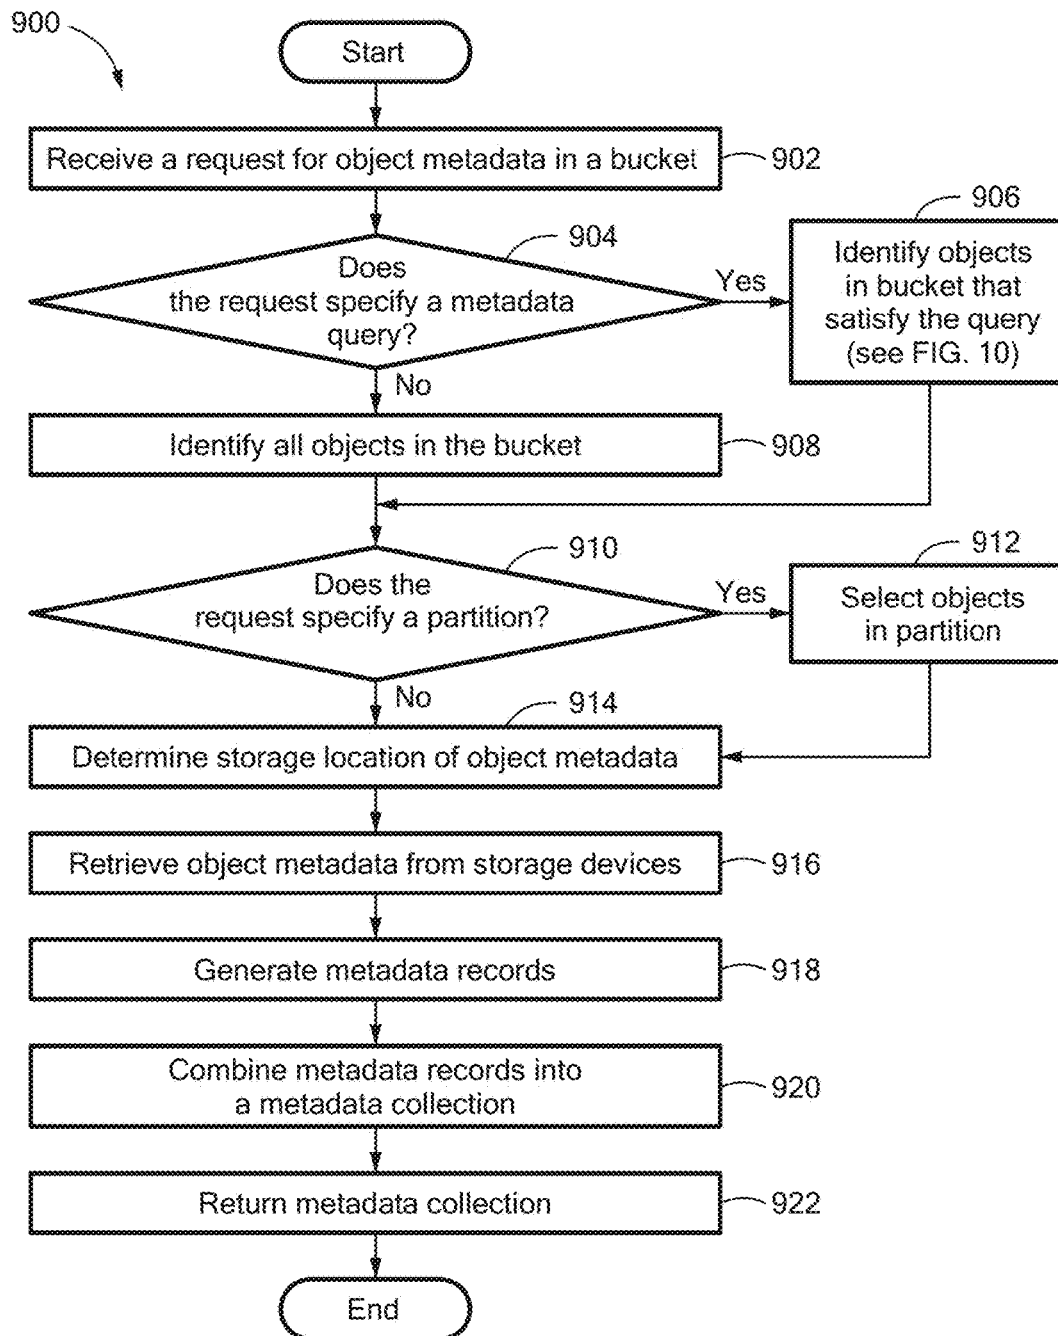 900
Start
Receive a request for object metadata in a bucket
902
904
Does
the request specify a metadata
query?
Yes
No
906
Identify objects
in bucket that
satisfy the query
(see FIG. 10)
Identify all objects in the bucket
908
910
Does the
request specify a partition?
Yes
No
912
Select objects
in partition
914
Determine storage location of object metadata
Retrieve object metadata from storage devices
916
Generate metadata records
918
Combine metadata records into
a metadata collection
920
Return metadata collection
922
End